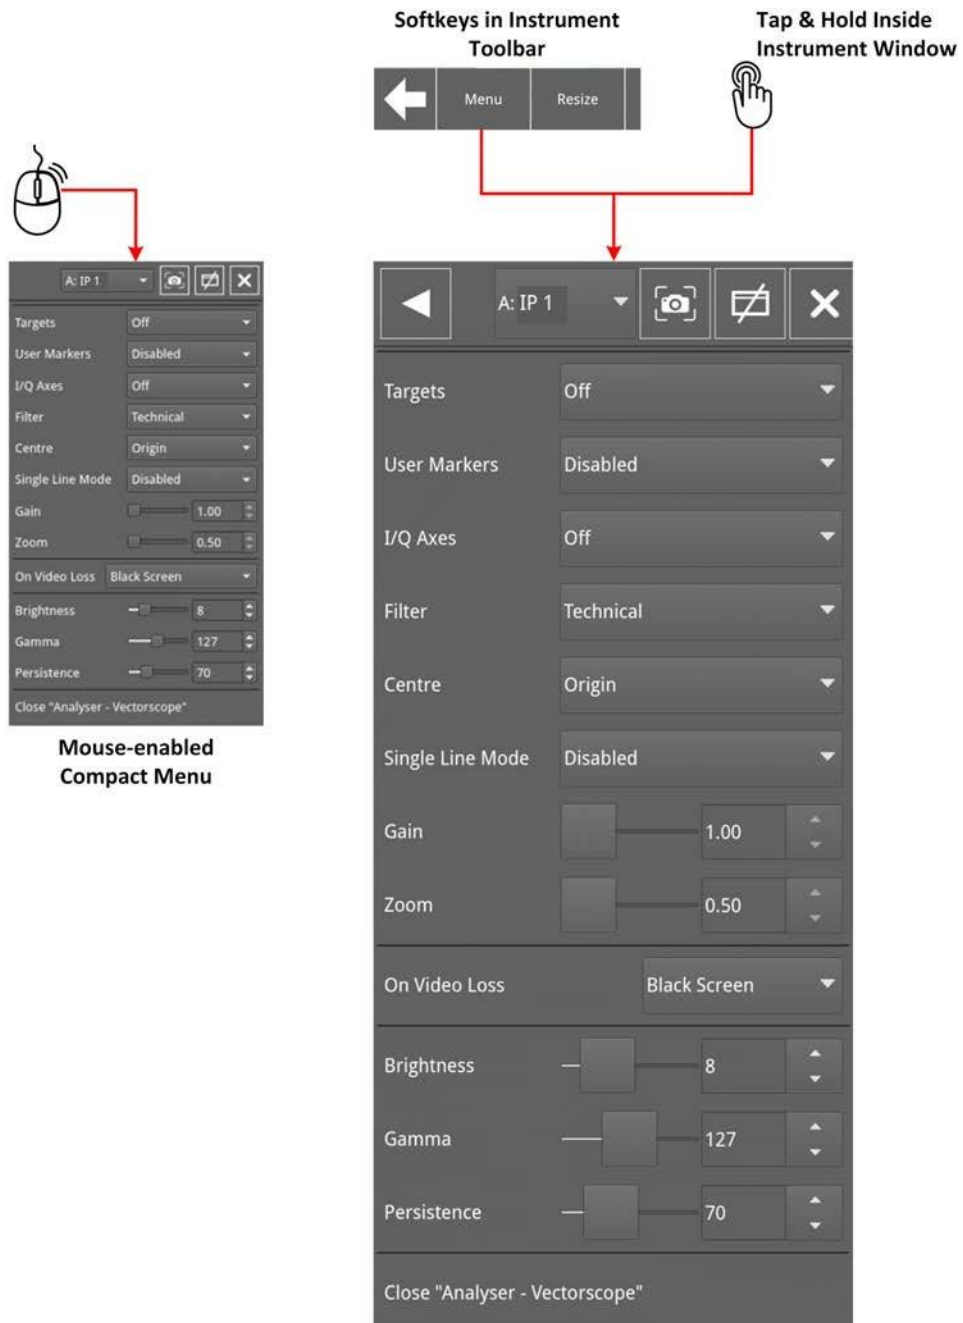 Softkeys in Instrument
Toolbar
Tap & Hold Inside
Instrument Window
Menu Resize
A: IP 1
Targets Off
User Markers Disabled
I/Q Axes Off
Filter Technical
Centre Origin
Single Line Mode Disabled
Gain 1.00
Zoom 0.50
On Video Loss Black Screen
Brightness 8
Gamma 127
Persistence 70
Close "Analyser - Vectorscope"
Mouse-enabled
Compact Menu
A: IP 1
Targets Off
User Markers Disabled
I/Q Axes Off
Filter Technical
Centre Origin
Single Line Mode Disabled
Gain 1.00
Zoom 0.50
On Video Loss Black Screen
Brightness 8
Gamma 127
Persistence 70
Close "Analyser - Vectorscope"